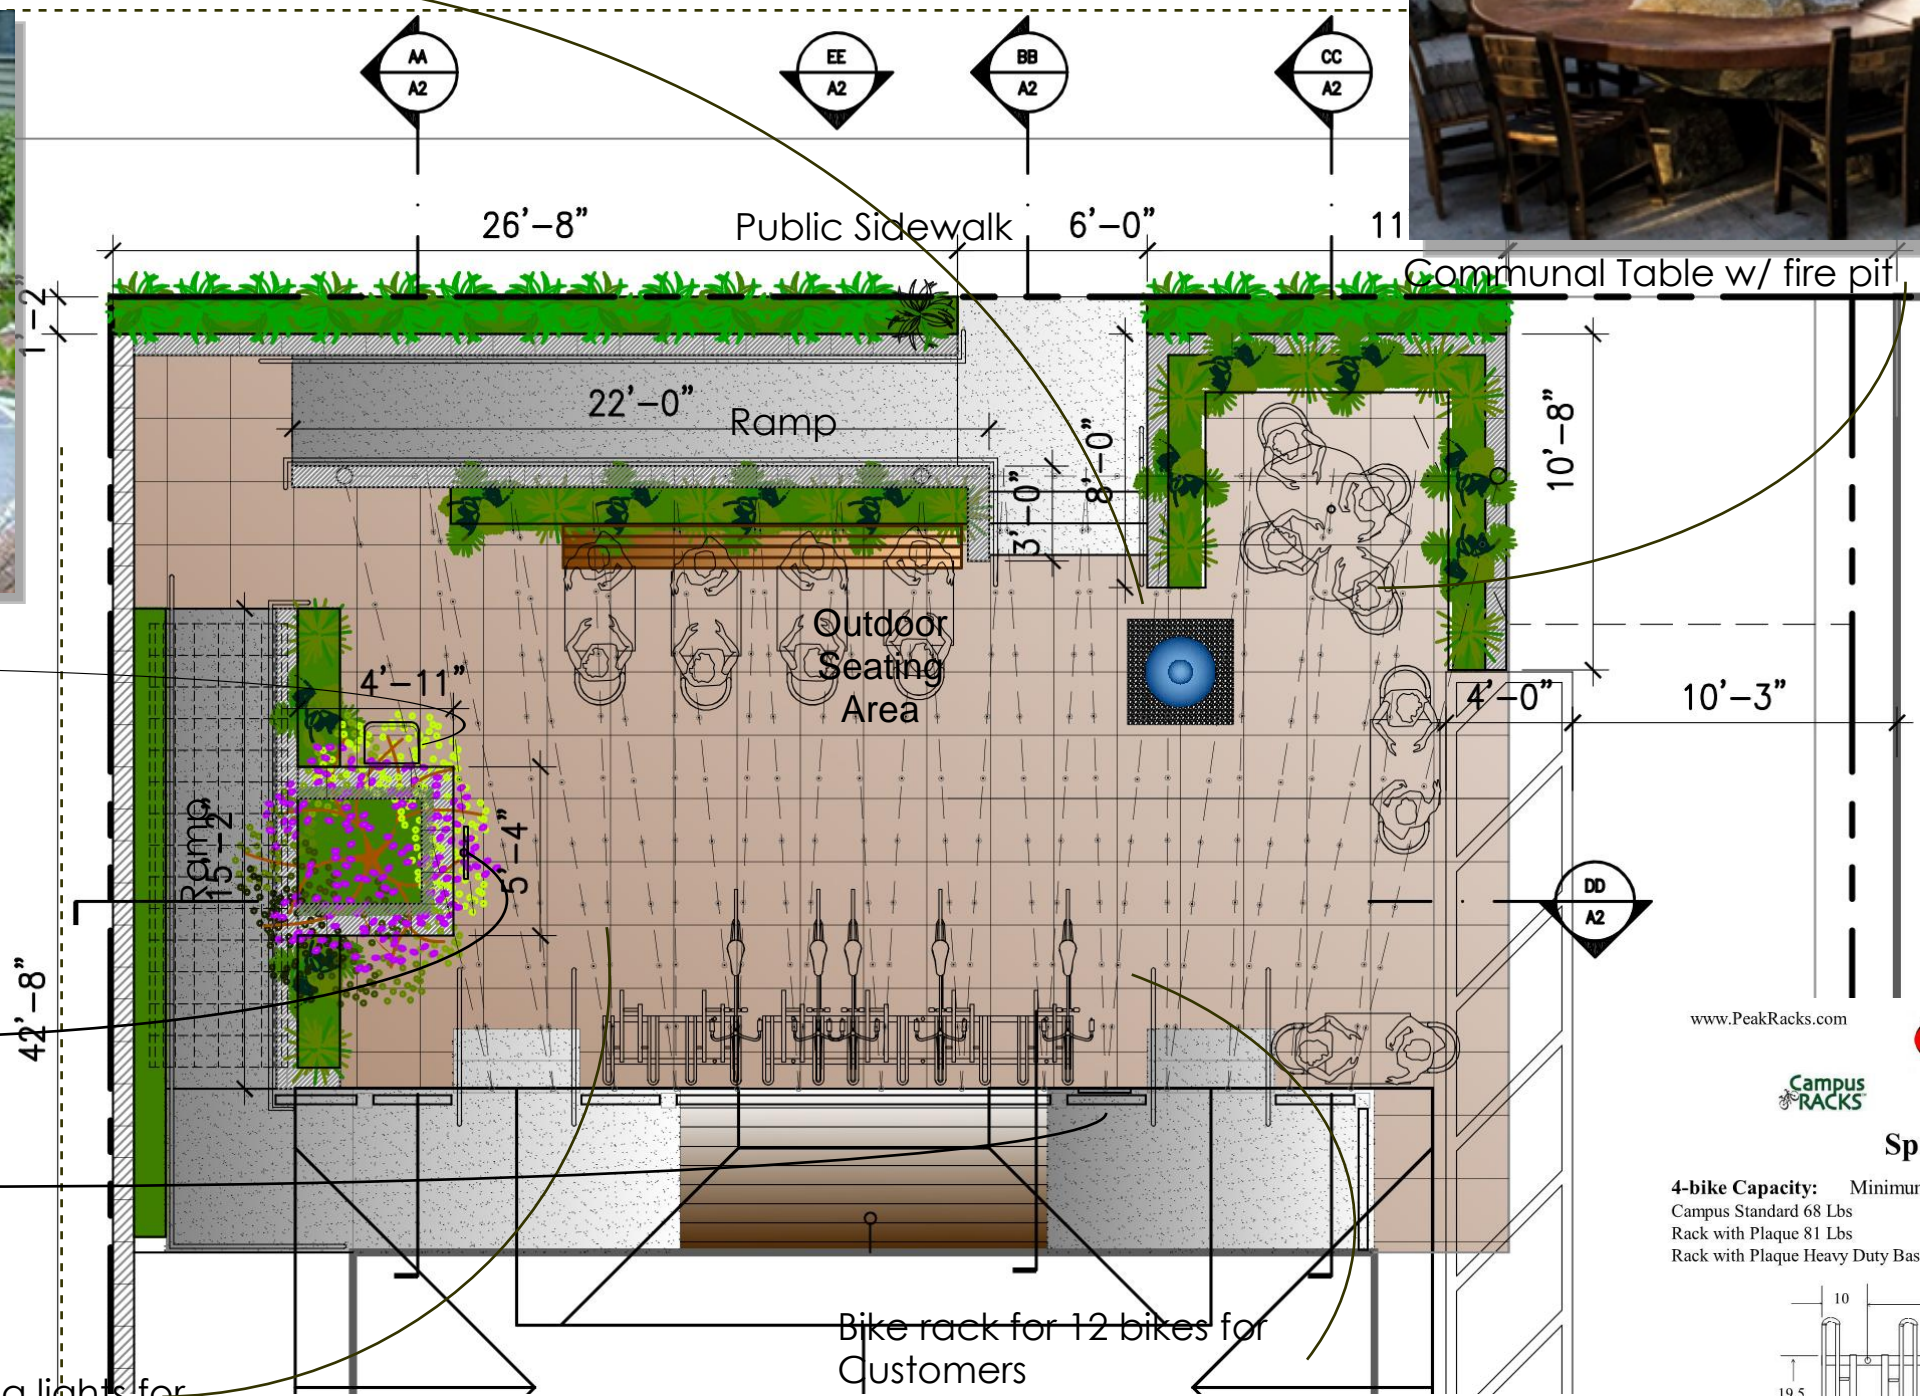 AA
A2
EE
A2
BB
A2
CC
A2
26'-8"
Public Sidewalk
6'-0"
11
Communal Table w/ fire pit
1'-2"
22'-0"
Ramp
3'-0"
8'-0"
10'-8"
Outdoor
Seating
Area
4'-11"
4'-0"
10'-3"
Ramp
15'-2"
5'-4"
DD
A2
42'-8"
www.PeakRacks.com
Campus
RACKS
Sp
4-bike Capacity: Minimum
Campus Standard 68 Lbs
Rack with Plaque 81 Lbs
Rack with Plaque Heavy Duty Bas
10
19.5
Bike rack for 12 bikes for
Customers
g lights for